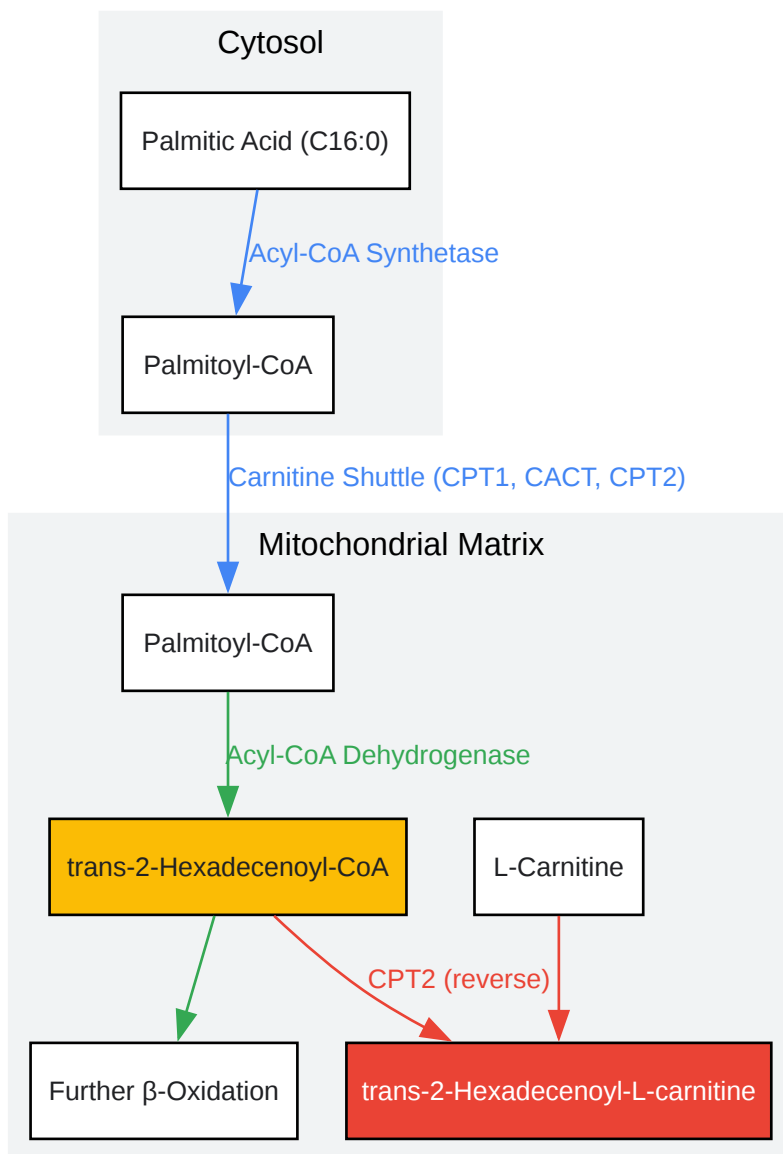 Cytosol
Palmitic Acid (C16:0)
Acyl-CoA Synthetase
Palmitoyl-CoA
Carnitine Shuttle (CPT1, CACT, CPT2)
Mitochondrial Matrix
Palmitoyl-CoA
Acyl-CoA Dehydrogenase
trans-2-Hexadecenoyl-CoA
L-Carnitine
CPT2 (reverse)
Further β-Oxidation
trans-2-Hexadecenoyl-L-carnitine